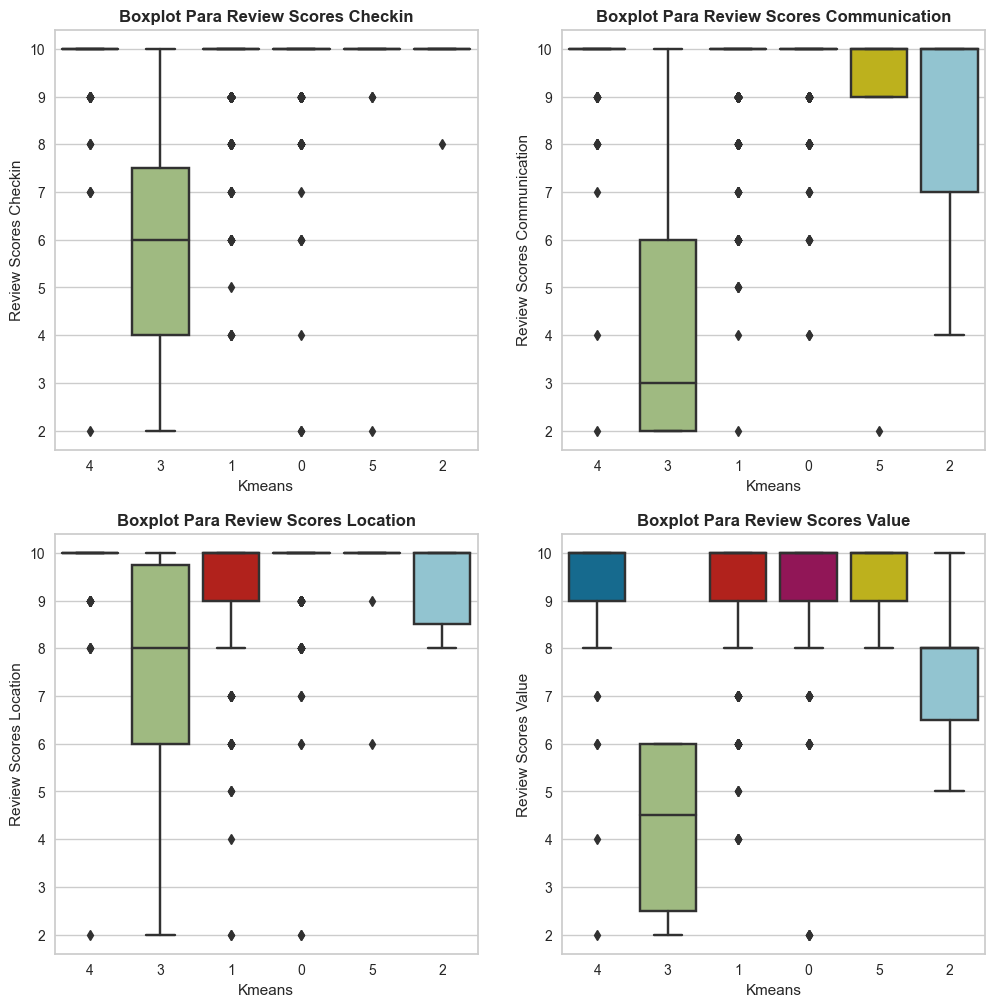 Boxplot Para Review Scores Checkin
Review Scores Checkin
10
9
8
7
6
5
4
3
2
4 3 1 0 5 2
Kmeans
Boxplot Para Review Scores Communication
Review Scores Communication
10
9
8
7
6
5
4
3
2
4 3 1 0 5 2
Kmeans
Boxplot Para Review Scores Location
Review Scores Location
10
9
8
7
6
5
4
3
2
4 3 1 0 5 2
Kmeans
Boxplot Para Review Scores Value
Review Scores Value
10
9
8
7
6
5
4
3
2
4 3 1 0 5 2
Kmeans